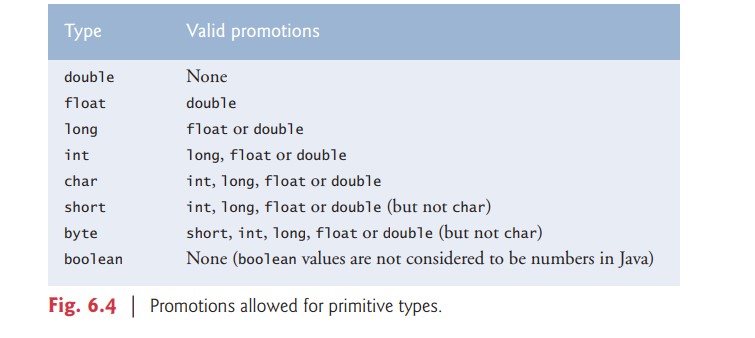 Type Valid promotions
double None
float double
long float or double
int long, float or double
char int, long, float or double
short int, long, float or double (but not char)
byte short, int, long, float or double (but not char)
boolean None (boolean values are not considered to be numbers in Java)
Fig. 6.4 | Promotions allowed for primitive types.